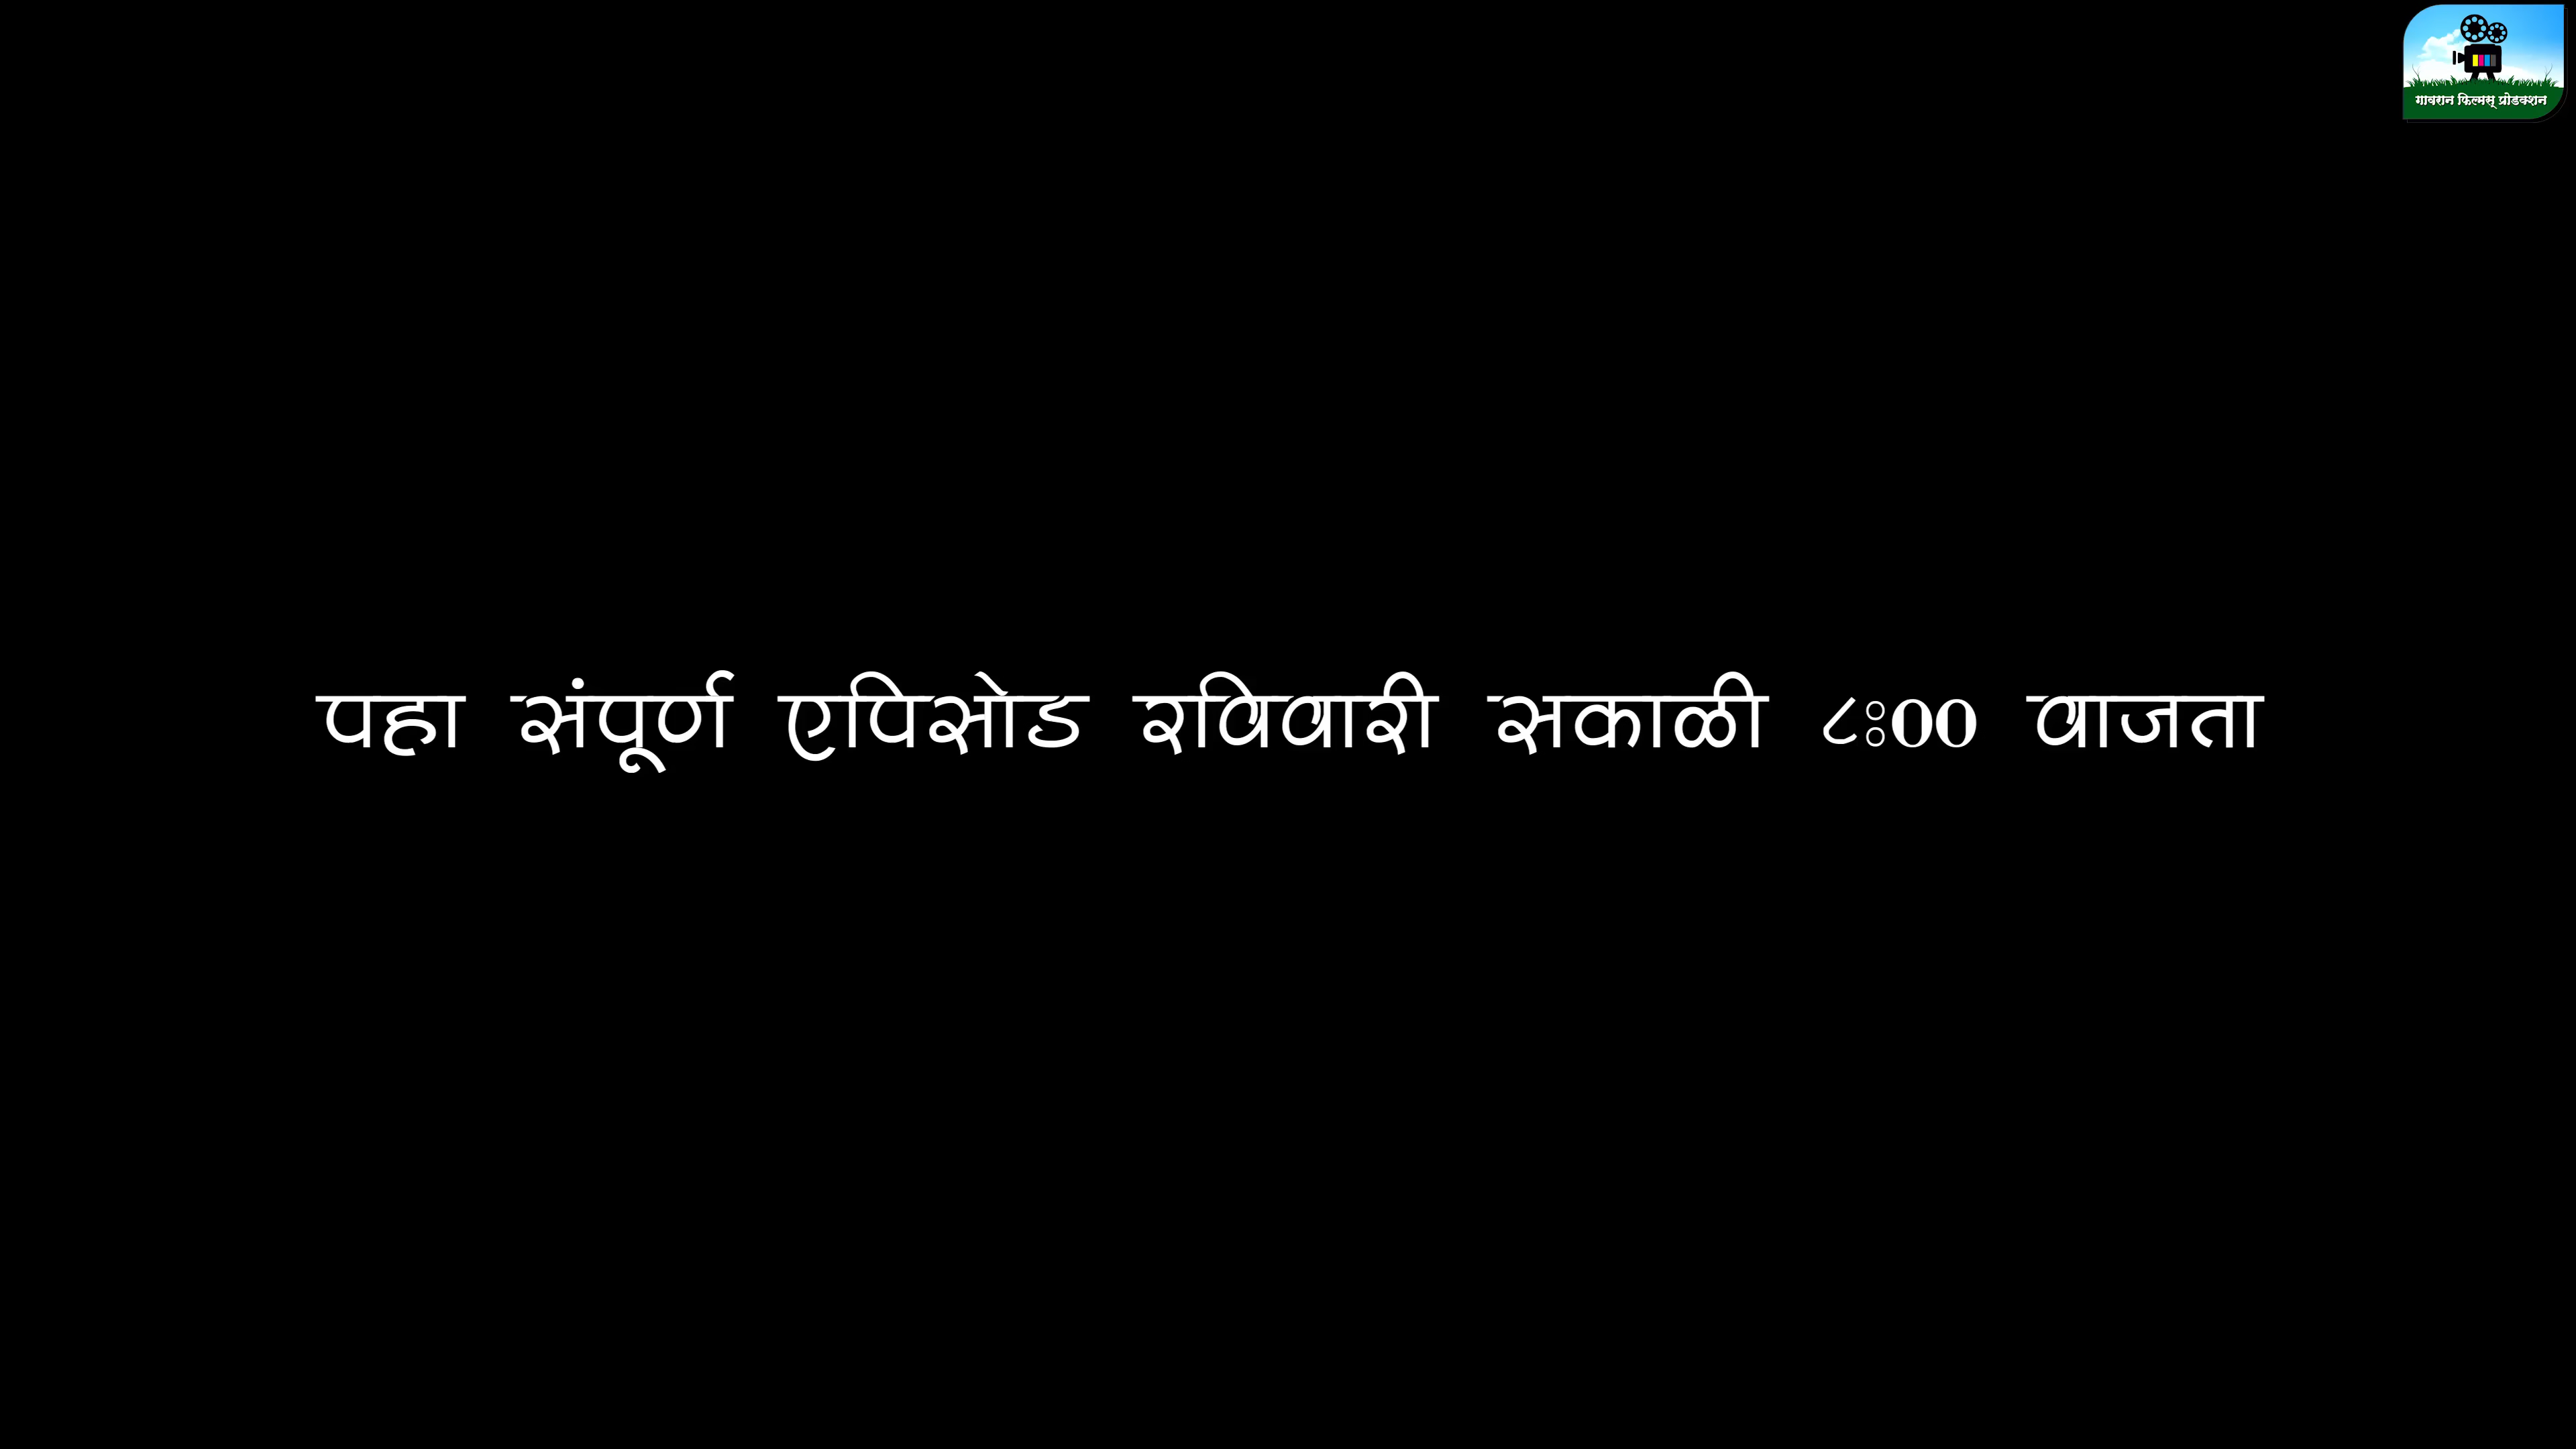 गावरान फिल्मस् प्रोडक्शन
पहा संपूर्ण एपिसोड रविवारी सकाळी ८ः00 वाजता